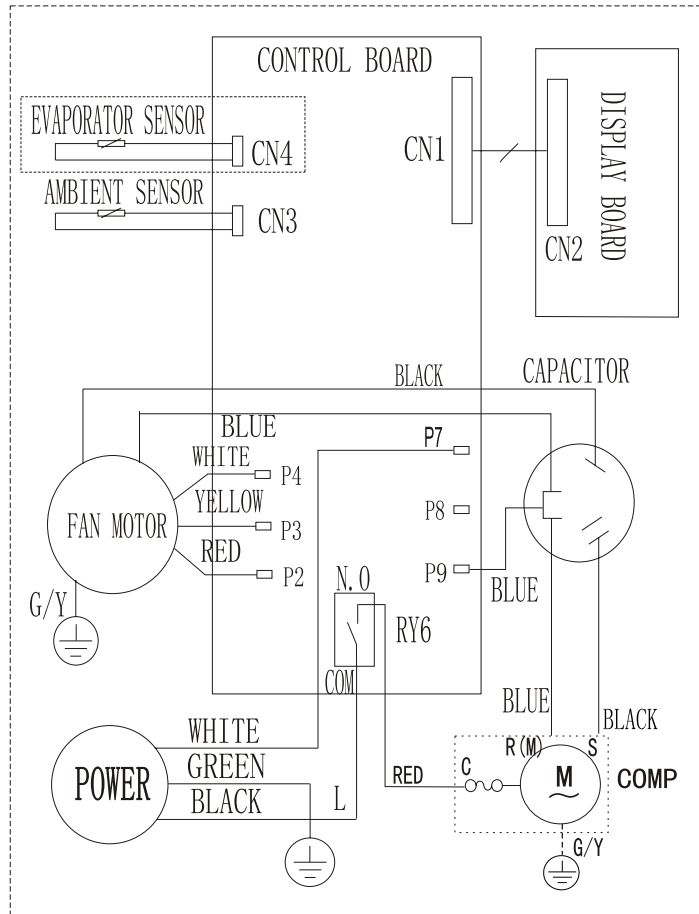 CONTROL BOARD
EVAPORATOR SENSOR
CN4
CN1
DISPLAY BOARD
CN2
AMBIENT SENSOR
CN3
BLACK
CAPACITOR
BLUE
P7
WHITE
P4
YELLOW
P8
FAN MOTOR
P3
RED
P2
N.O
P9
BLUE
G/Y
RY6
COM
BLUE
BLACK
WHITE
R(M)
S
POWER
GREEN
BLACK
L
RED
C
M
COMP
G/Y